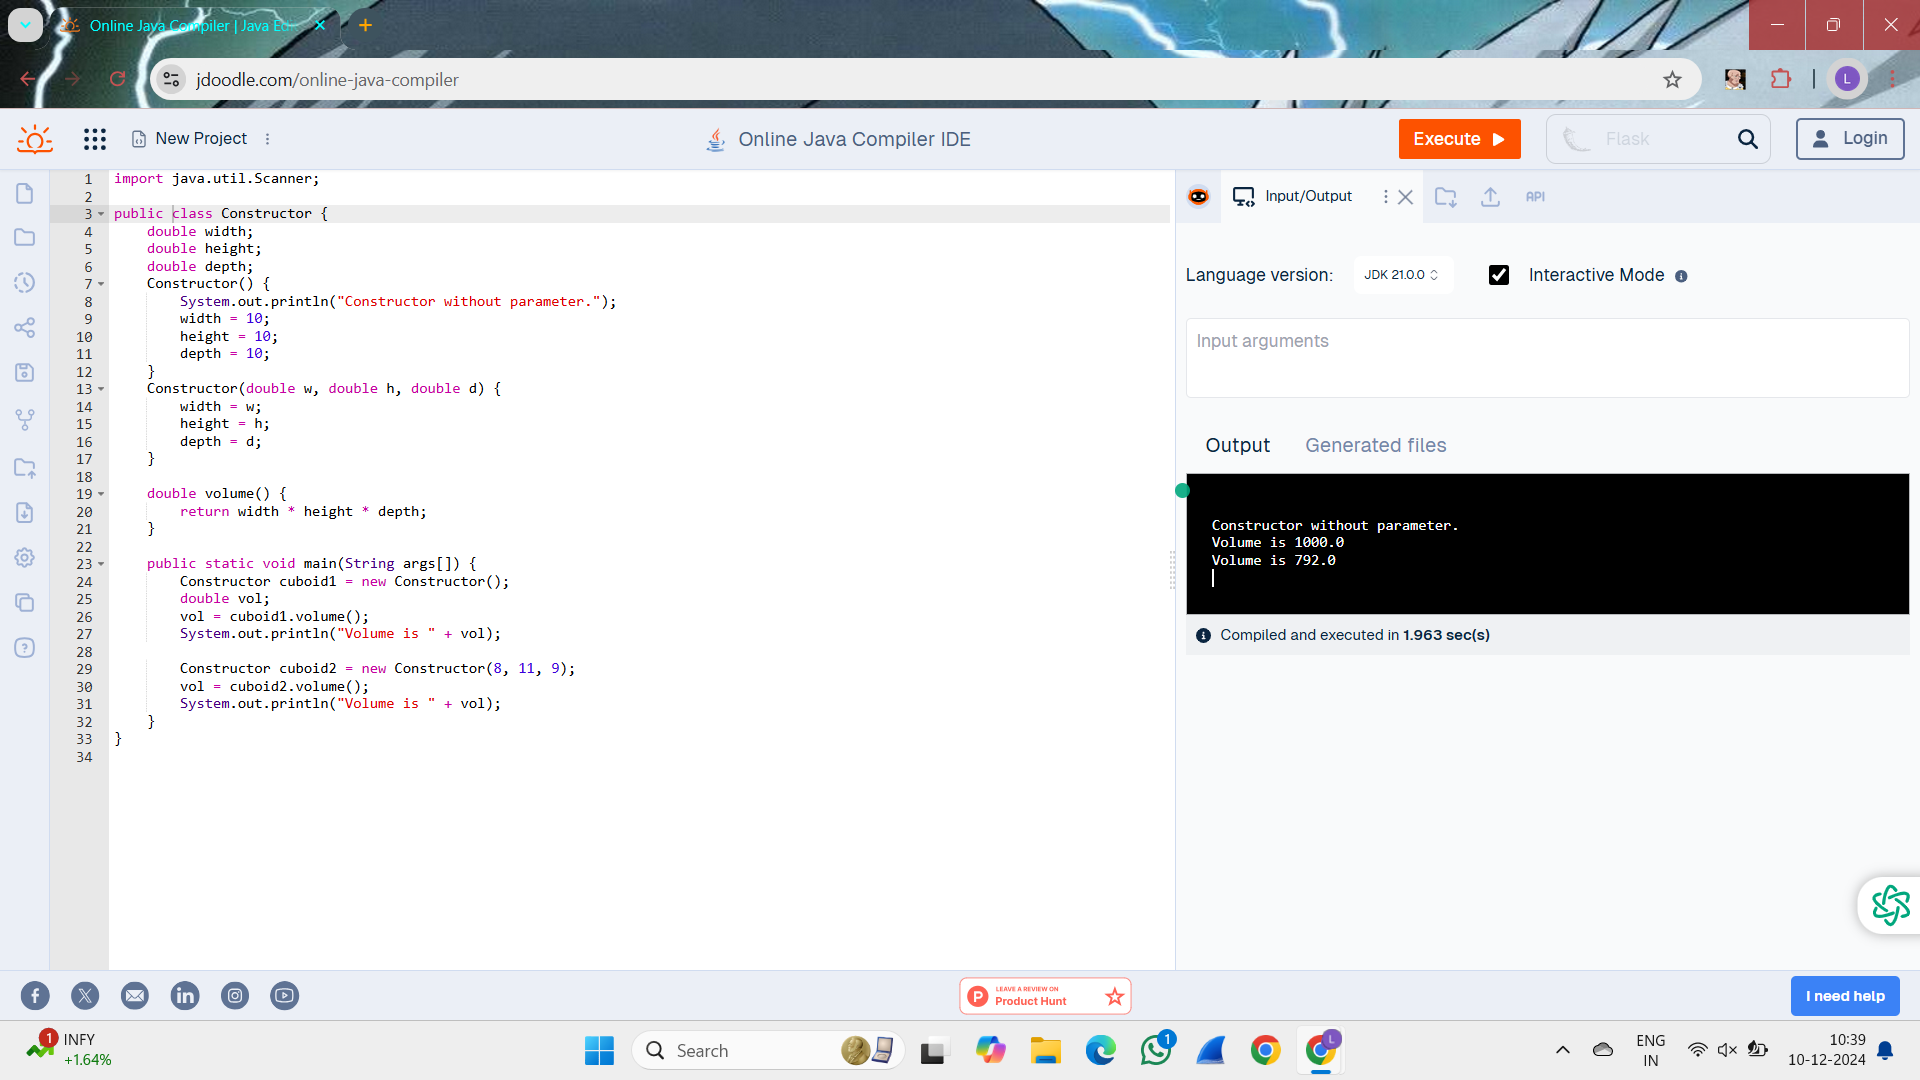 Online Java Compiler | Java Ed
jdoodle.com/online-java-compiler
L
New Project
Online Java Compiler IDE
Execute
Flask
Login
1 import java.util.Scanner;
2
3 public class Constructor {
4     double width;
5     double height;
6     double depth;
7     Constructor() {
8         System.out.println("Constructor without parameter.");
9         width = 10;
10         height = 10;
11         depth = 10;
12     }
13     Constructor(double w, double h, double d) {
14         width = w;
15         height = h;
16         depth = d;
17     }
18
19     double volume() {
20         return width * height * depth;
21     }
22
23     public static void main(String args[]) {
24         Constructor cuboid1 = new Constructor();
25         double vol;
26         vol = cuboid1.volume();
27         System.out.println("Volume is " + vol);
28
29         Constructor cuboid2 = new Constructor(8, 11, 9);
30         vol = cuboid2.volume();
31         System.out.println("Volume is " + vol);
32     }
33 }
34
Input/Output
API
Language version:
JDK 21.0.0
Interactive Mode
Input arguments
Output
Generated files
Constructor without parameter.
Volume is 1000.0
Volume is 792.0
Compiled and executed in 1.963 sec(s)
LEAVE A REVIEW ON
P Product Hunt
I need help
1
INFY
+1.64%
Search
1
L
ENG
IN
10:39
10-12-2024